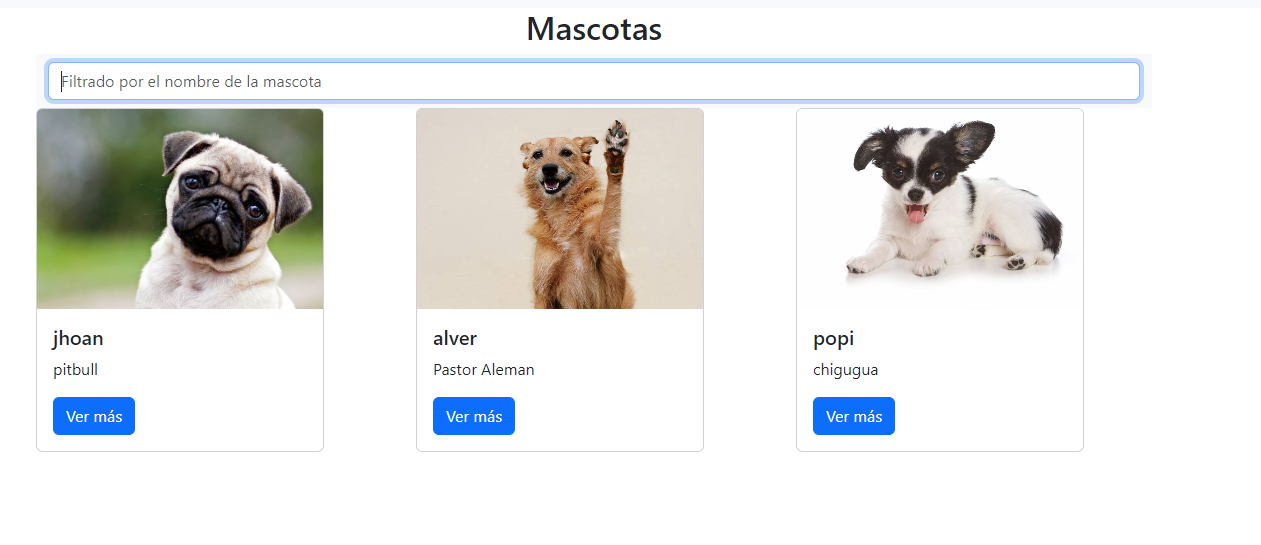 Mascotas
Filtrado por el nombre de la mascota
jhoan
pitbull
Ver más
alver
Pastor Aleman
Ver más
popi
chigugua
Ver más